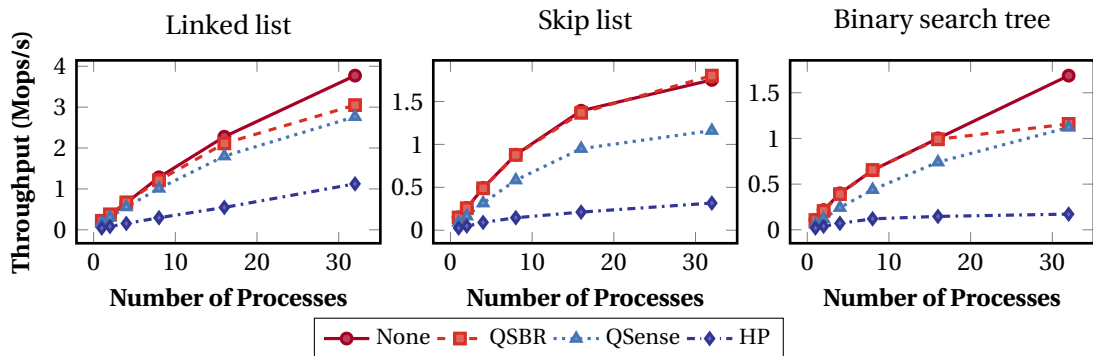 Linked list
Skip list
Binary search tree
Throughput (Mops/s)
4
3
2
1
0
0 10 20 30
Number of Processes
1.5
1
0.5
0
0 10 20 30
Number of Processes
1.5
1
0.5
0
0 10 20 30
Number of Processes
None QSBR QSense HP